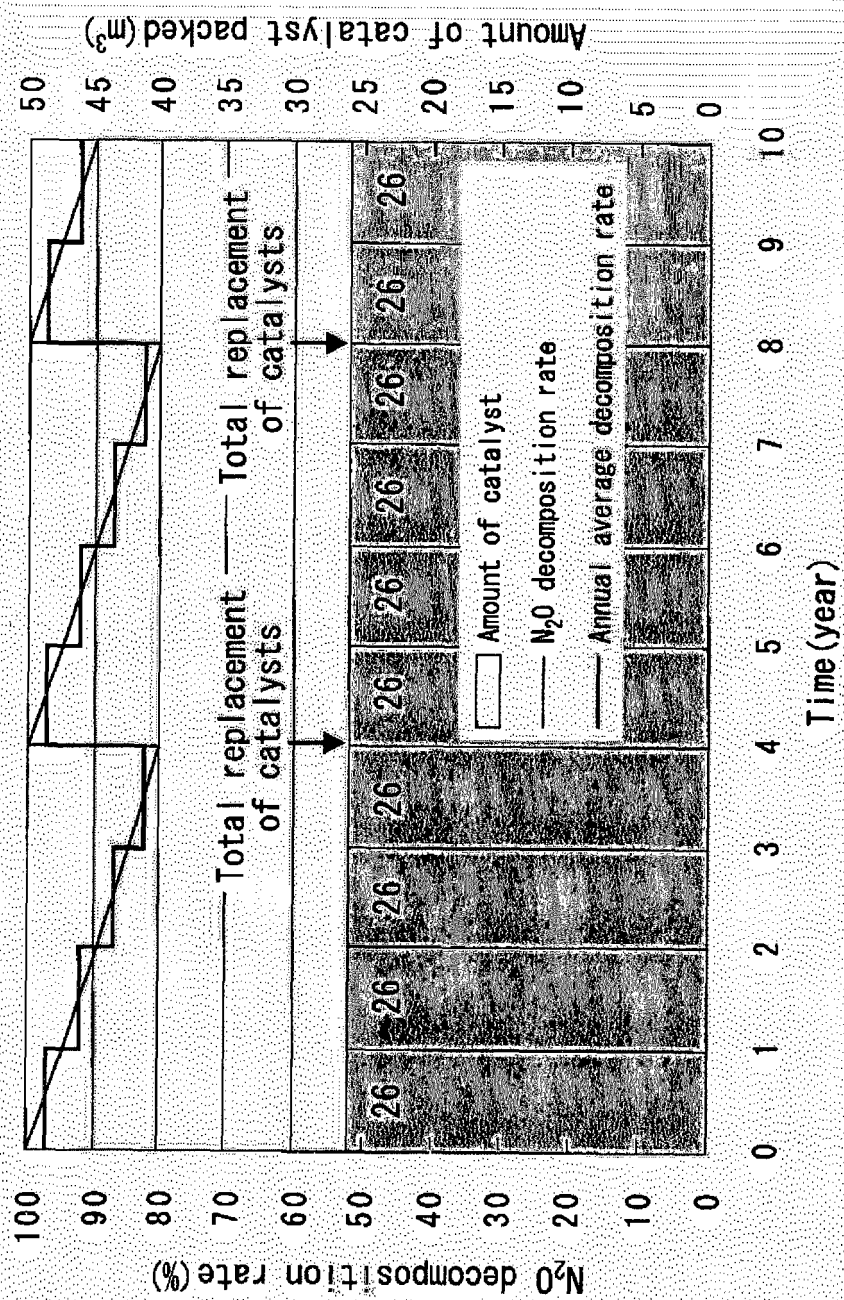 N₂O decomposition rate(%)
100
90
80
70
60
50
40
30
20
10
0
Amount of catalyst packed(m³)
50
45
40
35
30
26
18
15
10
5
0
Total replacement
of catalysts
Total replacement
of catalysts
26 26 26 26 26 26 26 26 26 26
Amount of catalyst
N₂O decomposition rate
Annual average decomposition rate
0 1 2 3 4 5 6 7 8 9 10
Time(year)